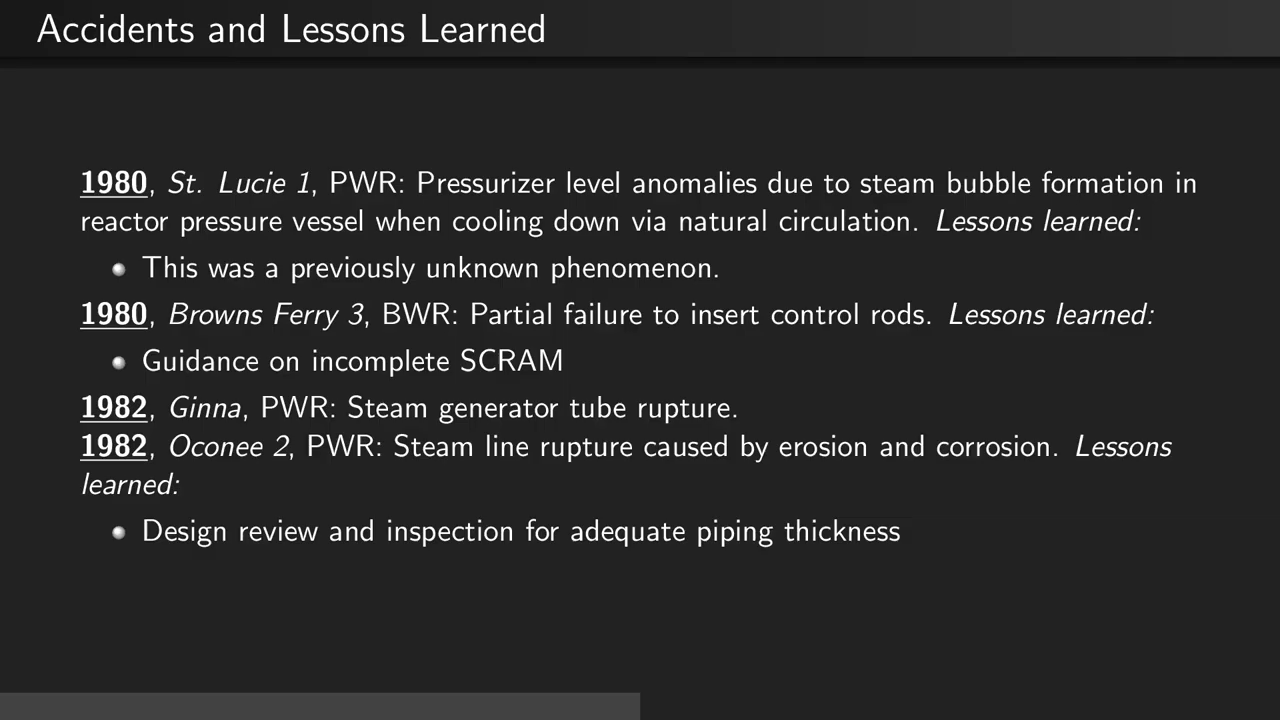 Accidents and Lessons Learned
1980, St. Lucie 1, PWR: Pressurizer level anomalies due to steam bubble formation in
reactor pressure vessel when cooling down via natural circulation. Lessons learned:
This was a previously unknown phenomenon.
1980, Browns Ferry 3, BWR: Partial failure to insert control rods. Lessons learned:
Guidance on incomplete SCRAM
1982, Ginna, PWR: Steam generator tube rupture.
1982, Oconee 2, PWR: Steam line rupture caused by erosion and corrosion. Lessons
learned:
Design review and inspection for adequate piping thickness